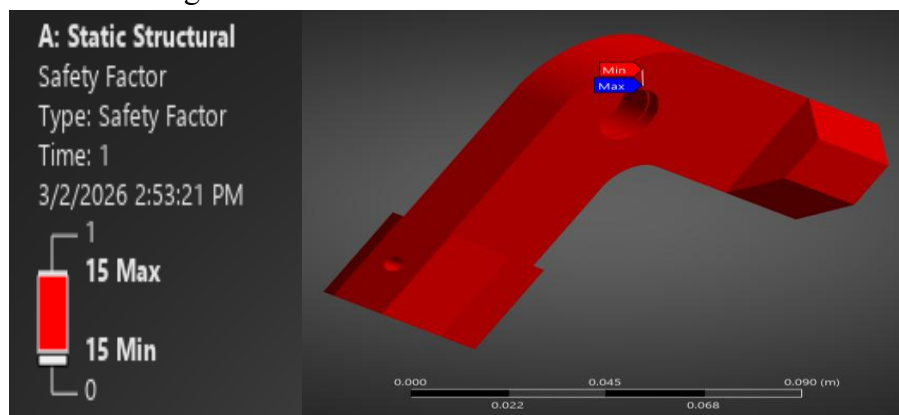 A: Static Structural
Safety Factor
Type: Safety Factor
Time: 1
3/2/2026 2:53:21 PM
1
15 Max
15 Min
0
Min
Max
0.000 0.045 0.090 (m)
0.022 0.068